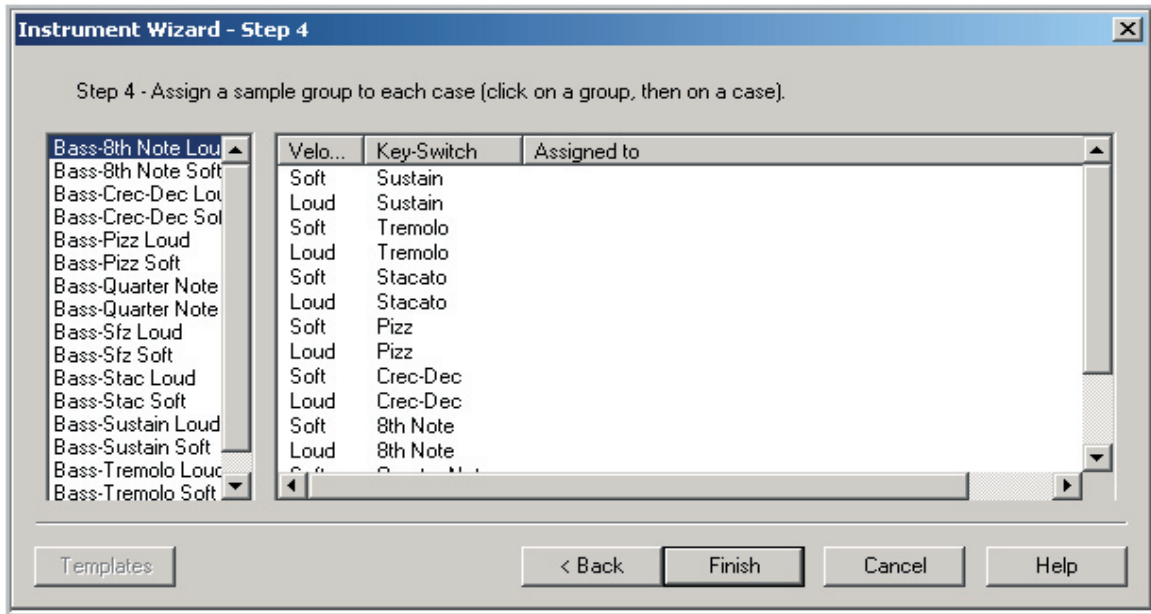 Instrument Wizard - Step 4
Step 4 - Assign a sample group to each case (click on a group, then on a case).
Bass-8th Note Lou
Bass-8th Note Soft
Bass-Crec-Dec Lou
Bass-Crec-Dec Sof
Bass-Pizz Loud
Bass-Pizz Soft
Bass-Quarter Note
Bass-Quarter Note
Bass-Sfz Loud
Bass-Sfz Soft
Bass-Stac Loud
Bass-Stac Soft
Bass-Sustain Loud
Bass-Sustain Soft
Bass-Tremolo Loud
Bass-Tremolo Soft
Velo... Key-Switch Assigned to
Soft Sustain
Loud Sustain
Soft Tremolo
Loud Tremolo
Soft Stacato
Loud Stacato
Soft Pizz
Loud Pizz
Soft Crec-Dec
Loud Crec-Dec
Soft 8th Note
Loud 8th Note
Templates < Back Finish Cancel Help